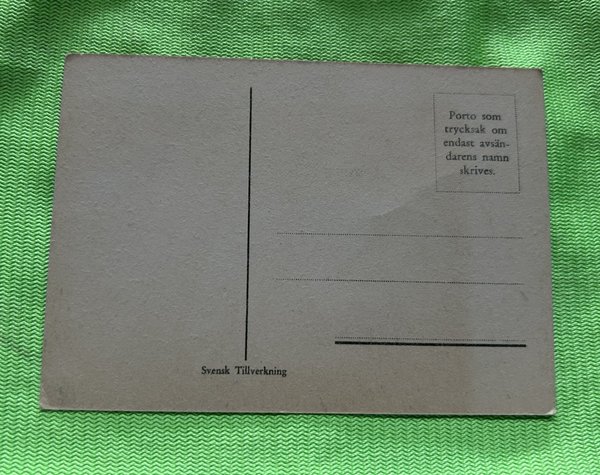 Porto som
trycksak om
endast avsän-
darens namn
skrives.
Svensk Tillverkning